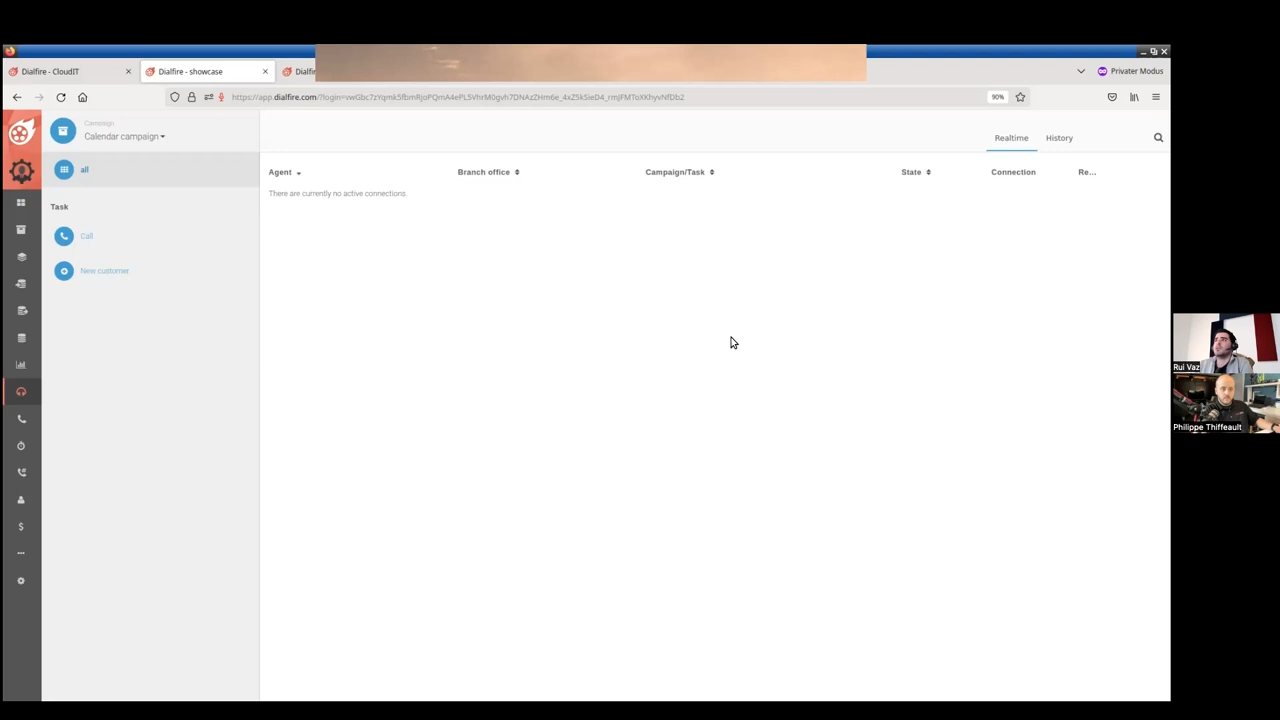 Dialfire - CloudIT
Dialfire - showcase
Dialfi
Privater Modus
90%
Campaign
Calendar campaign
Realtime
History
all
Agent
Branch office
Campaign/Task
State
Connection
Re...
There are currently no active connections.
Task
Call
New customer
Rui Vaz
Philippe Thiffeault